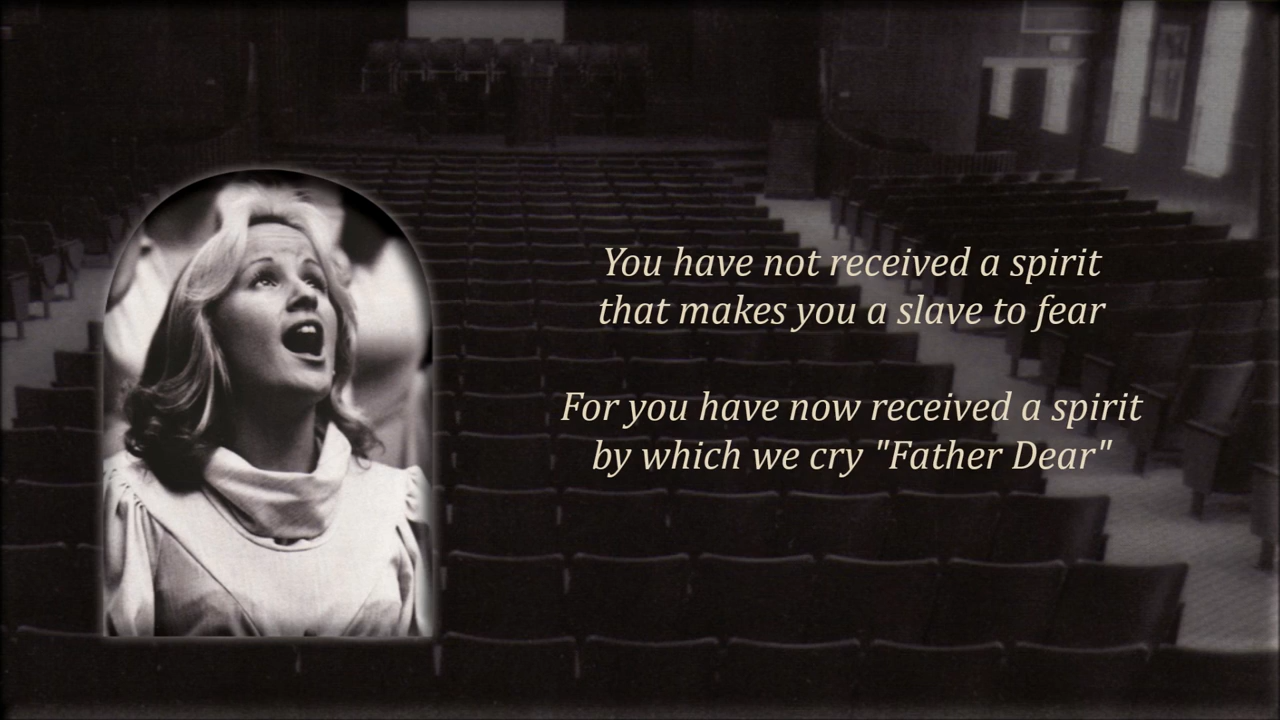 You have not received a spirit
that makes you a slave to fear
For you have now received a spirit
by which we cry "Father Dear"